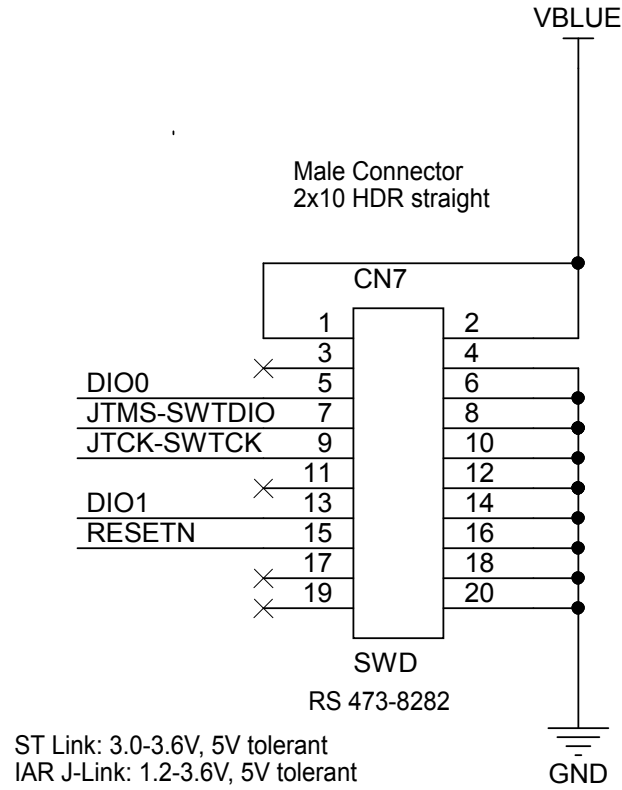 VBLUE
Male Connector
2x10 HDR straight
CN7
1 2
3 4
DIO0 5 6
JTMS-SWTDIO 7 8
JTCK-SWTCK 9 10
11 12
DIO1 13 14
RESETN 15 16
17 18
19 20
SWD
RS 473-8282
ST Link: 3.0-3.6V, 5V tolerant
IAR J-Link: 1.2-3.6V, 5V tolerant
GND